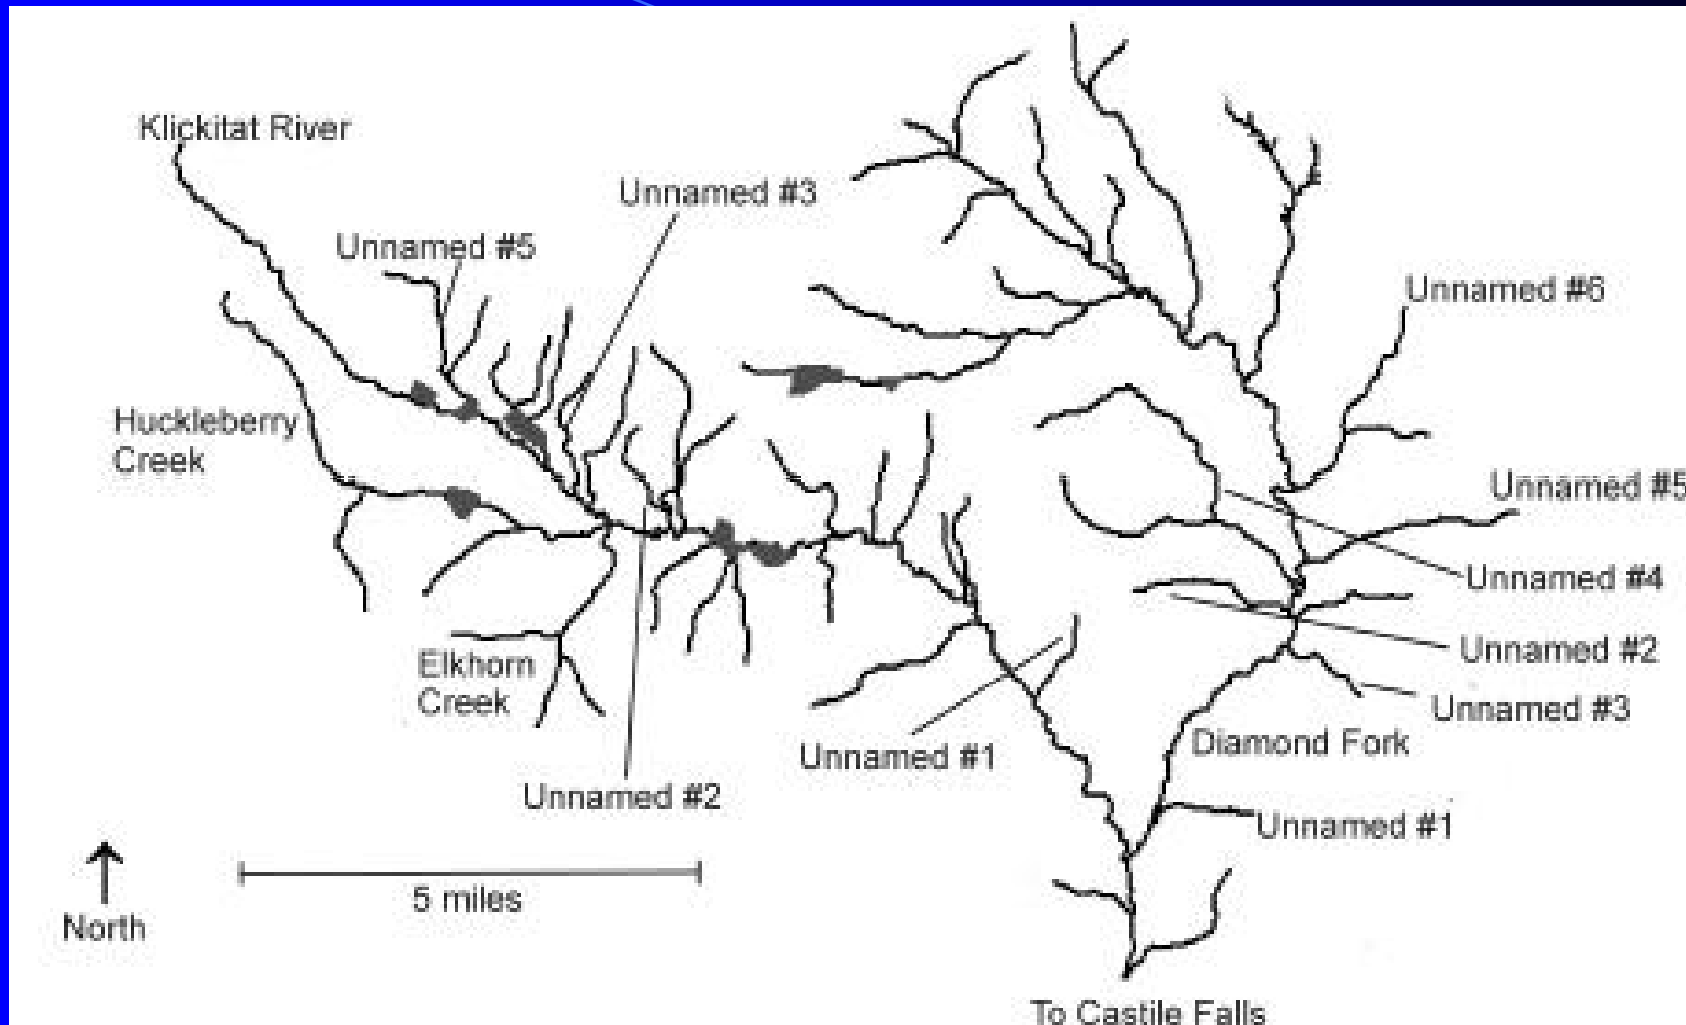 Klickitat River
Unnamed #3
Unnamed #5
Unnamed #6
Huckleberry
Creek
Unnamed #5
Unnamed #4
Unnamed #2
Elkhorn
Creek
Unnamed #3
Unnamed #1
Diamond Fork
Unnamed #2
Unnamed #1
5 miles
North
To Castile Falls